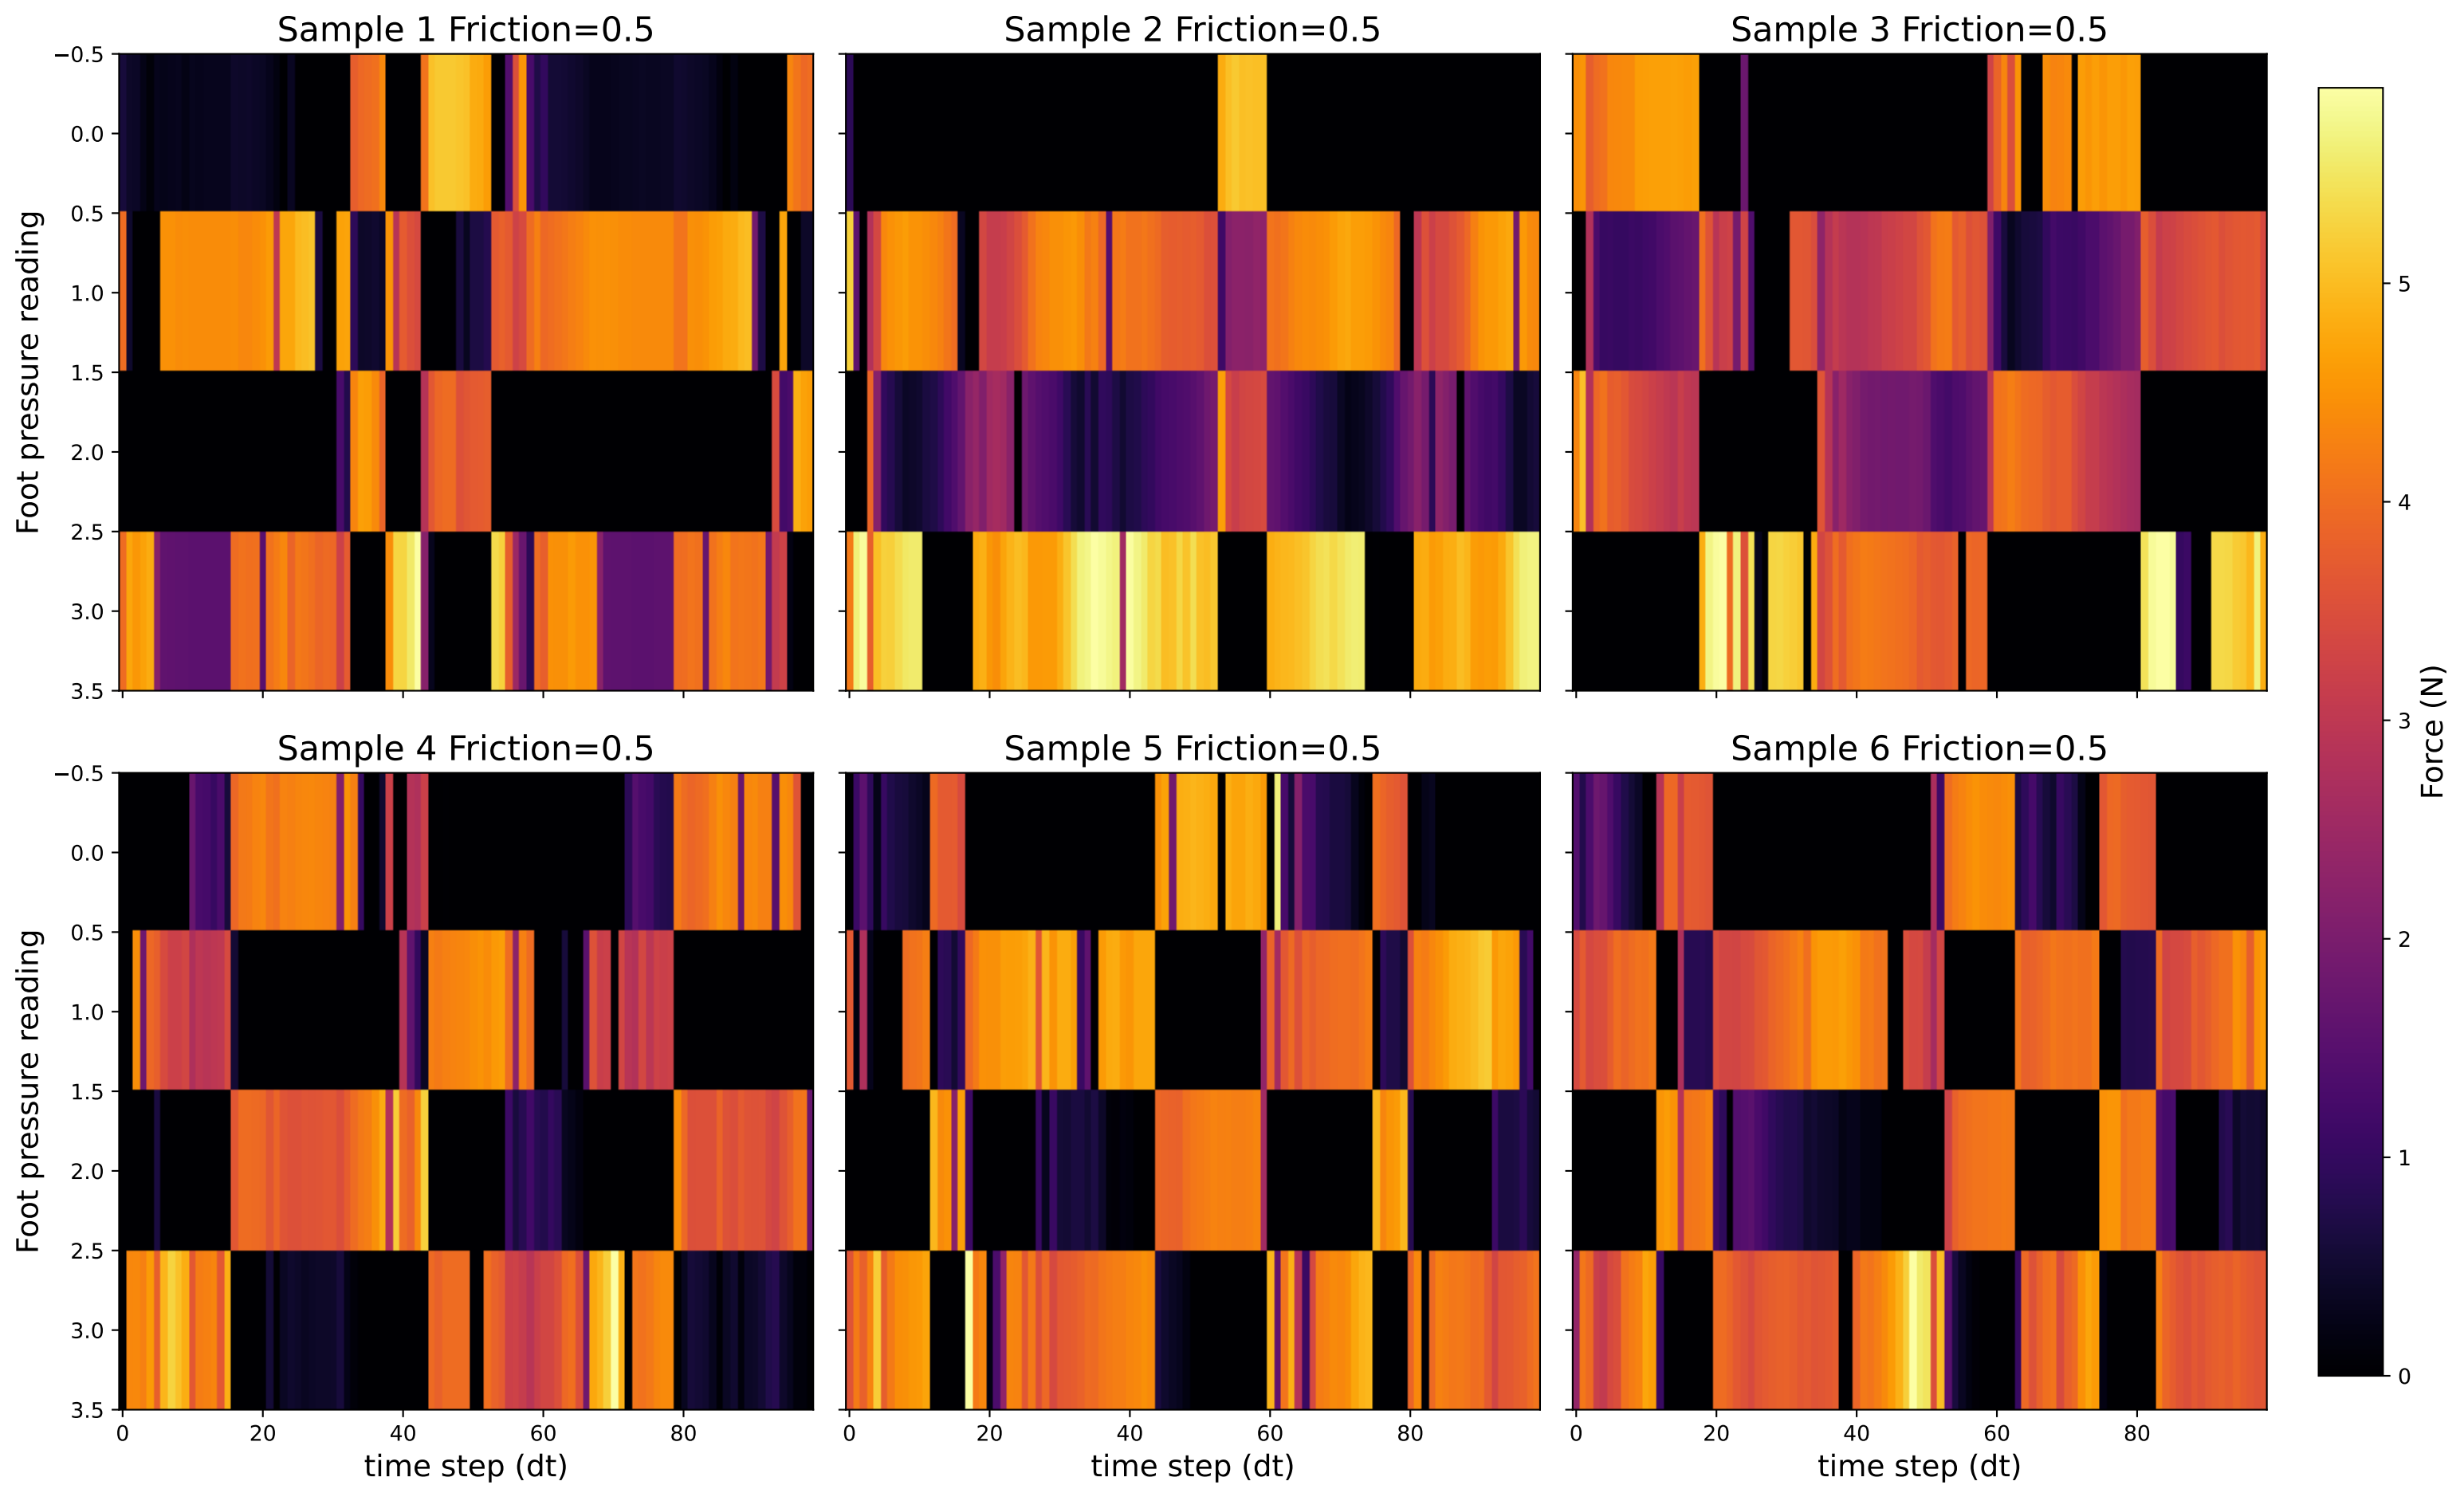 Sample 1 Friction=0.5
Sample 2 Friction=0.5
Sample 3 Friction=0.5
−0.5
0.0
0.5
1.0
1.5
2.0
2.5
3.0
3.5
Foot pressure reading
Sample 4 Friction=0.5
Sample 5 Friction=0.5
Sample 6 Friction=0.5
−0.5
0.0
0.5
1.0
1.5
2.0
2.5
3.0
3.5
Foot pressure reading
0 20 40 60 80
0 20 40 60 80
0 20 40 60 80
time step (dt)
time step (dt)
time step (dt)
5
4
3
2
1
0
Force (N)